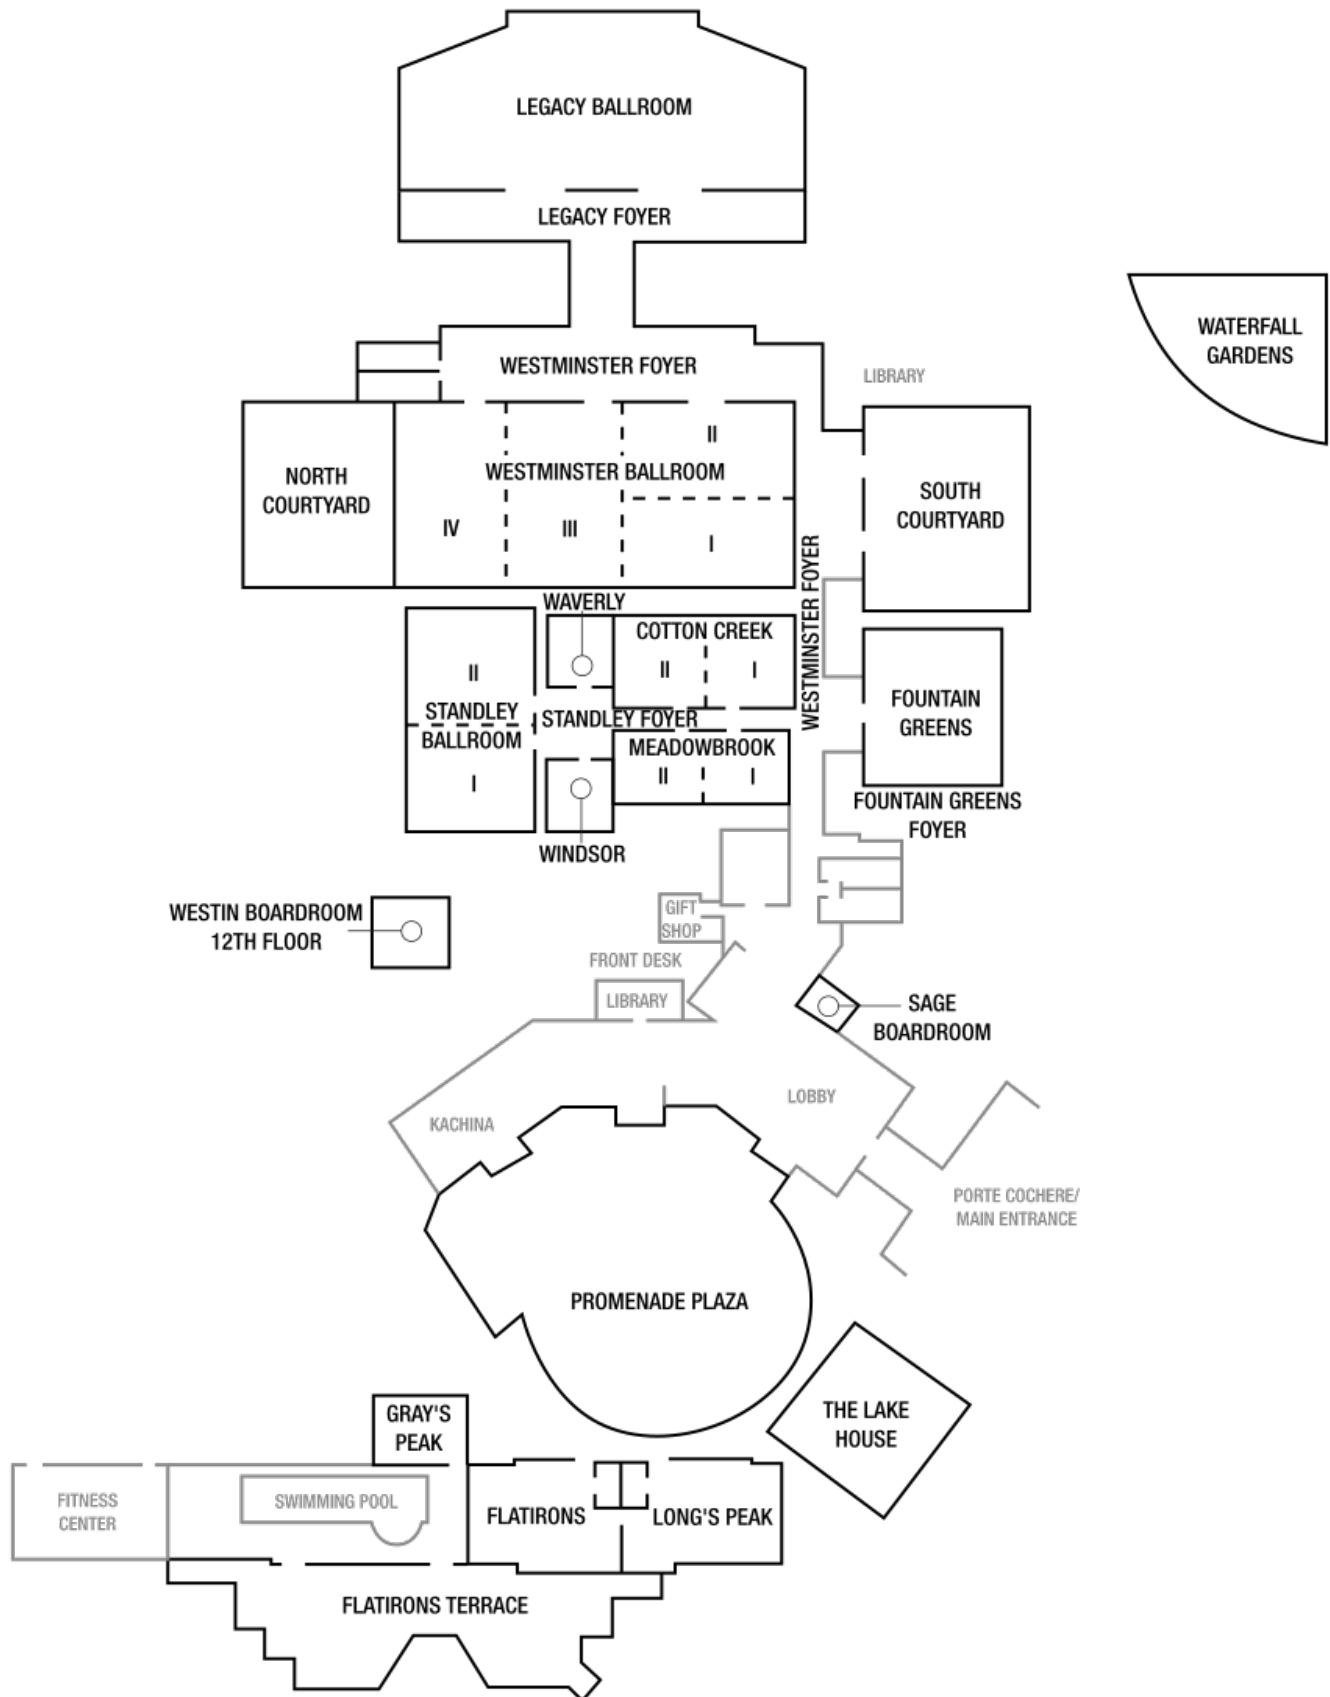 LEGACY BALLROOM
LEGACY FOYER
WATERFALL
GARDENS
WESTMINSTER FOYER
LIBRARY
II
WESTMINSTER BALLROOM
NORTH
COURTYARD
SOUTH
COURTYARD
IV
III
I
WESTMINSTER FOYER
WAVERLY
COTTON CREEK
II
I
II
STANDLEY
BALLROOM
I
STANDLEY FOYER
FOUNTAIN
GREENS
MEADOWBROOK
II
I
FOUNTAIN GREENS
FOYER
WINDSOR
WESTIN BOARDROOM
12TH FLOOR
GIFT
SHOP
FRONT DESK
LIBRARY
SAGE
BOARDROOM
LOBBY
KACHINA
PORTE COCHERE/
MAIN ENTRANCE
PROMENADE PLAZA
GRAY'S
PEAK
THE LAKE
HOUSE
FITNESS
CENTER
SWIMMING POOL
FLATIRONS
LONG'S PEAK
FLATIRONS TERRACE